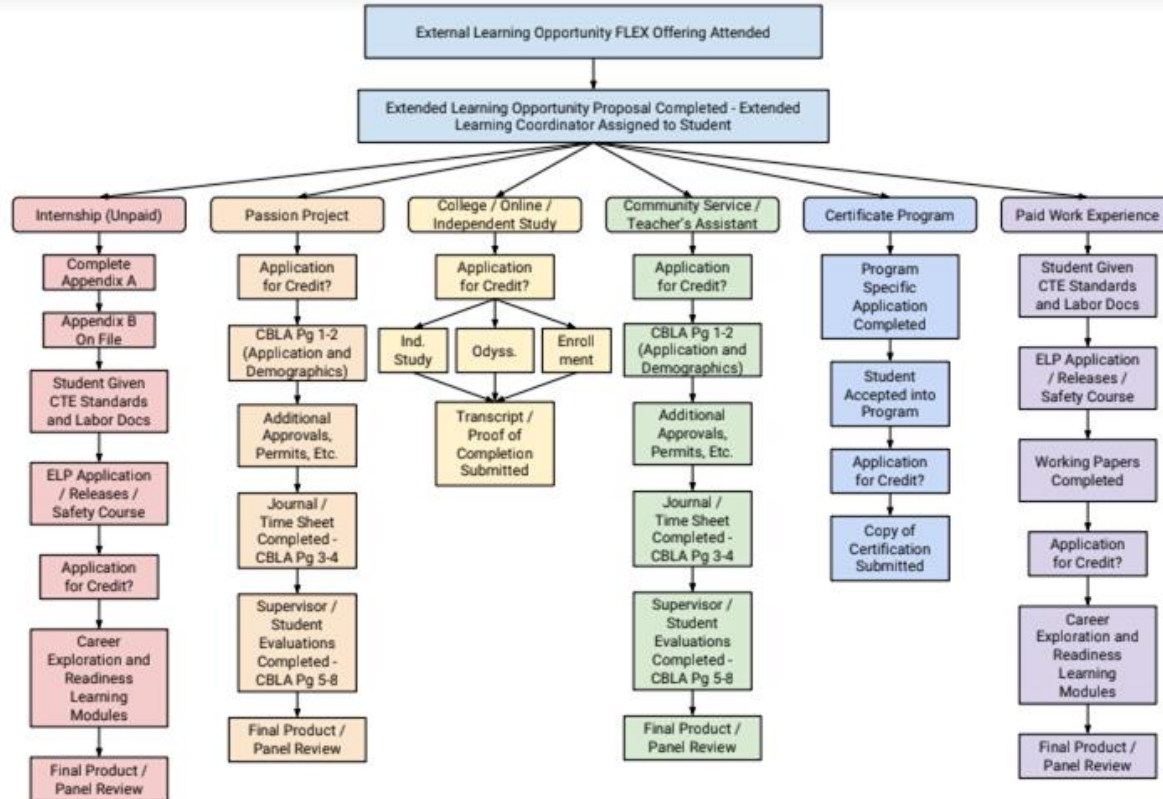 External Learning Opportunity FLEX Offering Attended
Extended Learning Opportunity Proposal Completed - Extended
Learning Coordinator Assigned to Student
Internship (Unpaid)
Complete
Appendix A
Appendix B
On File
Student Given
CTE Standards
and Labor Docs
ELP Application
/ Releases /
Safety Course
Application
for Credit?
Career
Exploration and
Readiness
Learning
Modules
Final Product /
Panel Review
Passion Project
Application
for Credit?
CBLA Pg 1-2
(Application and
Demographics)
Additional
Approvals,
Permits, Etc.
Journal /
Time Sheet
Completed -
CBLA Pg 3-4
Supervisor /
Student
Evaluations
Completed -
CBLA Pg 5-8
Final Product /
Panel Review
College / Online /
Independent Study
Application
for Credit?
Ind.
Study
Odyss.
Enroll
ment
Transcript /
Proof of
Completion
Submitted
Community Service /
Teacher's Assistant
Application
for Credit?
CBLA Pg 1-2
(Application and
Demographics)
Additional
Approvals,
Permits, Etc.
Journal /
Time Sheet
Completed -
CBLA Pg 3-4
Supervisor /
Student
Evaluations
Completed -
CBLA Pg 5-8
Final Product /
Panel Review
Certificate Program
Program
Specific
Application
Completed
Student
Accepted into
Program
Application
for Credit?
Copy of
Certification
Submitted
Paid Work Experience
Student Given
CTE Standards
and Labor Docs
ELP Application
/ Releases /
Safety Course
Working Papers
Completed
Application
for Credit?
Career
Exploration and
Readiness
Learning
Modules
Final Product /
Panel Review